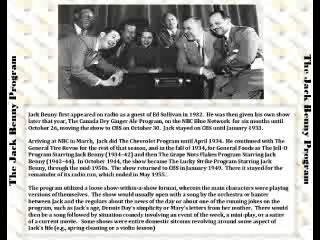 The Jack Benny Program
Jack Benny first appeared on radio as a guest of Ed Sullivan in 1932. He was then given his own show
later that year, The Canada Dry Ginger Ale Program, on the NBC Blue Network for six months until
October 26, moving the show to CBS on October 30. Jack stayed on CBS until January 1933.
Arriving at NBC in March, Jack did The Chevrolet Program until April 1934. He continued with The
General Tire Revue for the rest of that season, and in the fall of 1934, for General Foods as The Jell-O
Program Starring Jack Benny (1934-42) and then The Grape Nuts Flakes Program Starring Jack
Benny (1942-44). In October 1944, the show became The Lucky Strike Program Starring Jack
Benny, through the mid-1950s. The show returned to CBS in January 1949. There it stayed for the
remainder of its radio run, which ended in May 1955.
The program utilized a loose show-within-a-show format, wherein the main characters were playing
versions of themselves. The show would usually open with a song by the orchestra or banter
between Jack and the regulars about the news of the day or about one of the running jokes on the
program, such as Jack's age, Dennis Day's simplicity or Mary's letters from her mother. There would
then be a song followed by situation comedy involving an event of the week, a mini-play, or a satire
of a current movie. Some shows were entire domestic sitcoms revolving around some aspect of
Jack's life (e.g., spring cleaning or a violin lesson)
The Jack Benny Program